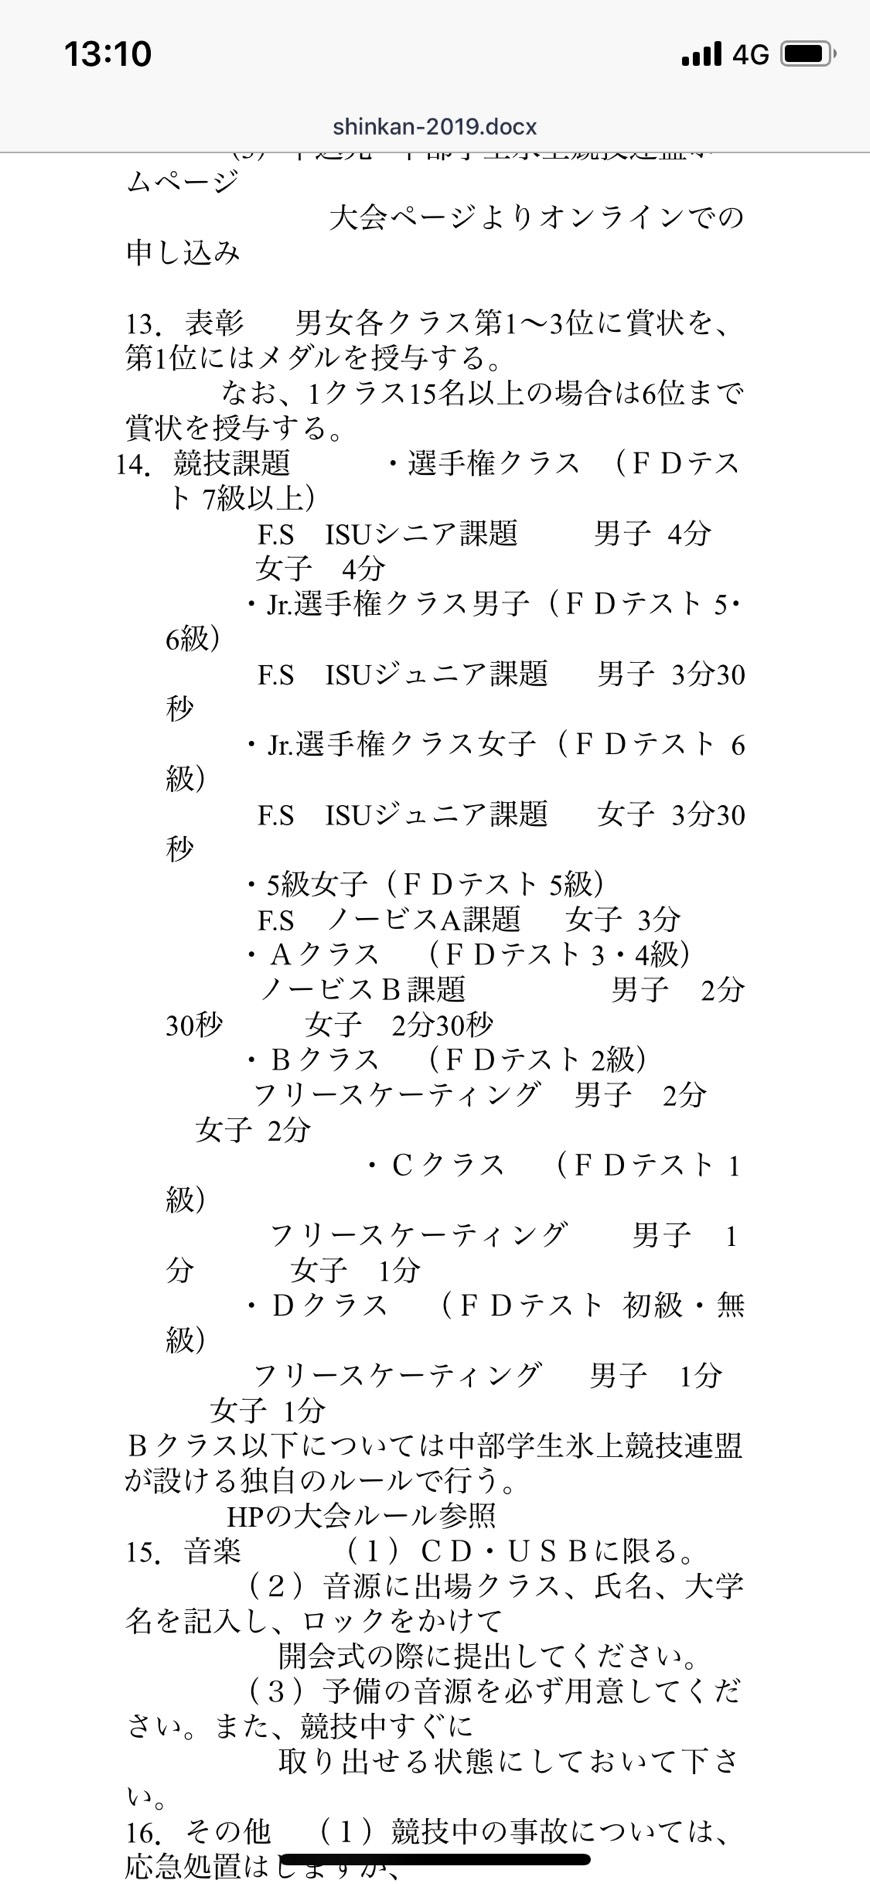 13:10
4G
shinkan-2019.docx
ムページ
大会ページよりオンラインでの
申し込み
13．表彰　男女各クラス第1～3位に賞状を、
第1位にはメダルを授与する。
なお、1クラス15名以上の場合は6位まで
賞状を授与する。
14．競技課題　・選手権クラス　（ＦＤテス
ト 7級以上）
F.S　ISUシニア課題　男子 4分
女子　4分
・Jr.選手権クラス男子（ＦＤテスト 5・
6級）
F.S　ISUジュニア課題　男子 3分30
秒
・Jr.選手権クラス女子（ＦＤテスト 6
級）
F.S　ISUジュニア課題　女子 3分30
秒
・5級女子（ＦＤテスト 5級）
F.S　ノービスA課題　女子 3分
・Ａクラス　（ＦＤテスト 3・4級）
ノービスＢ課題　男子　2分
30秒　女子　2分30秒
・Ｂクラス　（ＦＤテスト 2級）
フリースケーティング　男子　2分
女子 2分
・Ｃクラス　（ＦＤテスト 1
級）
フリースケーティング　男子　1
分　女子　1分
・Ｄクラス　（ＦＤテスト 初級・無
級）
フリースケーティング　男子　1分
女子 1分
Ｂクラス以下については中部学生氷上競技連盟
が設ける独自のルールで行う。
HPの大会ルール参照
15．音楽　（１）ＣＤ・ＵＳＢに限る。
（２）音源に出場クラス、氏名、大学
名を記入し、ロックをかけて
開会式の際に提出してください。
（３）予備の音源を必ず用意してくだ
さい。また、競技中すぐに
取り出せる状態にしておいて下さ
い。
16．その他　（１）競技中の事故については、
応急処置はしますが、